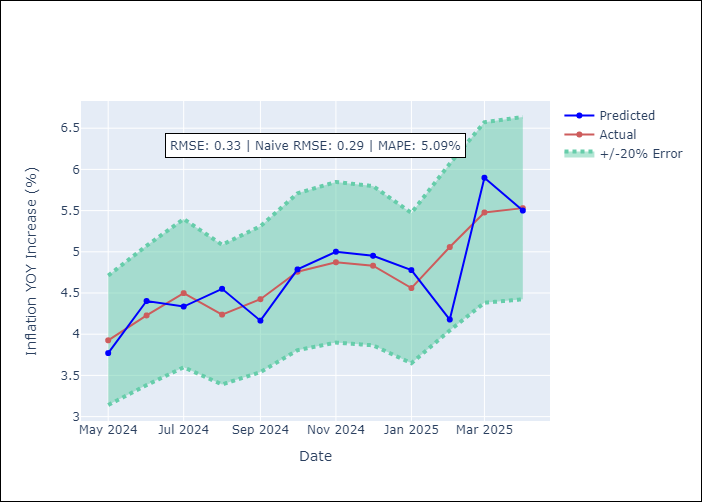 RMSE: 0.33 | Naive RMSE: 0.29 | MAPE: 5.09%
Predicted
Actual
+/-20% Error
Inflation YOY Increase (%)
6.5
6
5.5
5
4.5
4
3.5
3
May 2024
Jul 2024
Sep 2024
Nov 2024
Jan 2025
Mar 2025
Date